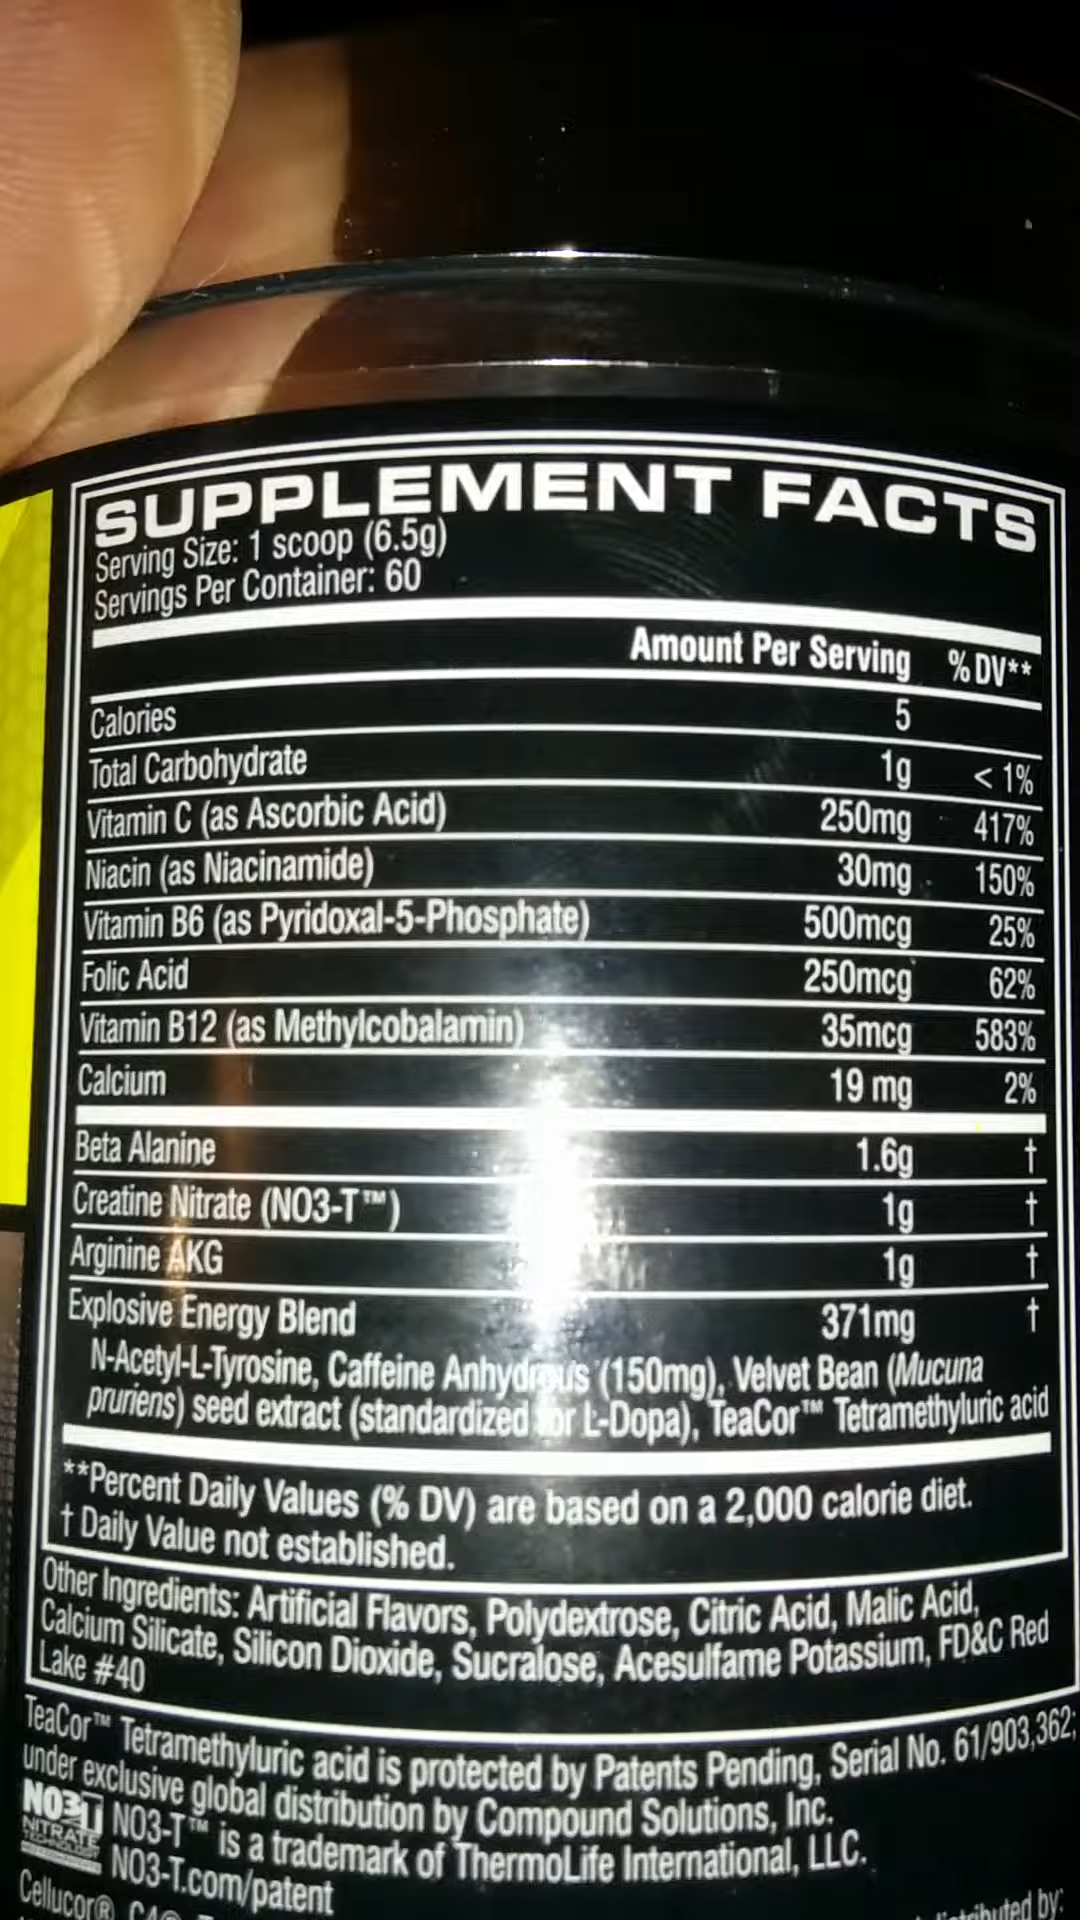 SUPPLEMENT FACTS
Serving Size: 1 scoop (6.5g)
Servings Per Container: 60
Amount Per Serving % DV**
Calories 5
Total Carbohydrate 1g < 1%
Vitamin C (as Ascorbic Acid) 250mg 417%
Niacin (as Niacinamide) 30mg 150%
Vitamin B6 (as Pyridoxal-5-Phosphate) 500mcg 25%
Folic Acid 250mcg 62%
Vitamin B12 (as Methylcobalamin) 35mcg 583%
Calcium 19 mg 2%
Beta Alanine 1.6g †
Creatine Nitrate (NO3-T™) 1g †
Arginine AKG 1g †
Explosive Energy Blend 371mg †
N-Acetyl-L-Tyrosine, Caffeine Anhydrous (150mg), Velvet Bean (Mucuna
pruriens) seed extract (standardized for L-Dopa), TeaCor™ Tetramethyluric acid
**Percent Daily Values (% DV) are based on a 2,000 calorie diet.
† Daily Value not established.
Other Ingredients: Artificial Flavors, Polydextrose, Citric Acid, Malic Acid,
Calcium Silicate, Silicon Dioxide, Sucralose, Acesulfame Potassium, FD&C Red
Lake #40
TeaCor™ Tetramethyluric acid is protected by Patents Pending, Serial No. 61/903,362;
under exclusive global distribution by Compound Solutions, Inc.
NO3T NITRATE TECHNOLOGY
NO3-T™ is a trademark of ThermoLife International, LLC.
NO3-T.com/patent
Cellucor® C4®
distributed by: